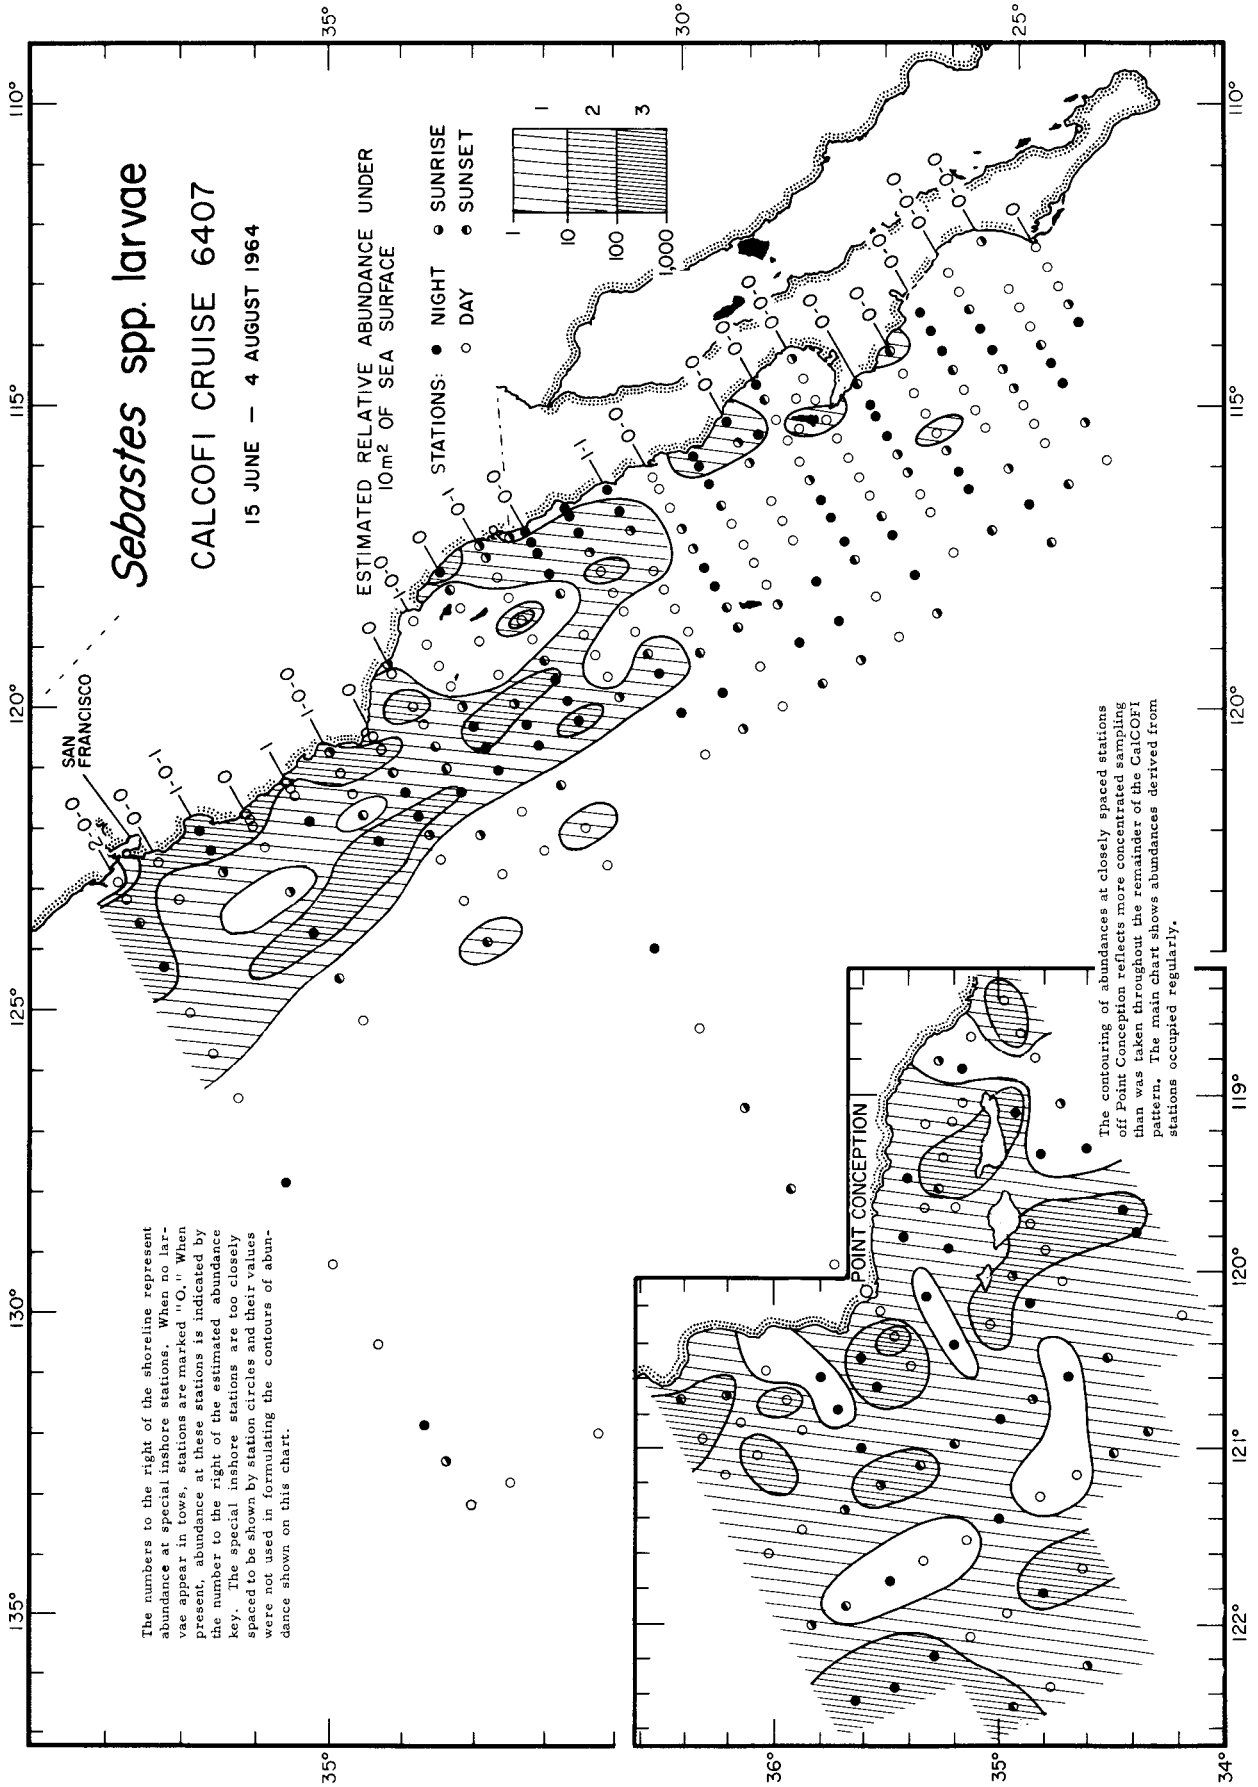 Sebastes spp. larvae
CALCOFI CRUISE 6407
15 JUNE – 4 AUGUST 1964
ESTIMATED RELATIVE ABUNDANCE UNDER
10m² OF SEA SURFACE
STATIONS: ● NIGHT ◒ SUNRISE
○ DAY ◒ SUNSET
1
10
100
1,000
1
2
3
SAN
FRANCISCO
The numbers to the right of the shoreline represent
abundance at special inshore stations. When no lar-
vae appear in tows, stations are marked "O." When
present, abundance at these stations is indicated by
the number to the right of the estimated abundance
key. The special inshore stations are too closely
spaced to be shown by station circles and their values
were not used in formulating the contours of abun-
dance shown on this chart.
POINT CONCEPTION
The contouring of abundances at closely spaced stations
off Point Conception reflects more concentrated sampling
than was taken throughout the remainder of the CalCOFI
pattern. The main chart shows abundances derived from
stations occupied regularly.
135°
130°
125°
120°
115°
110°
35°
30°
25°
35°
36°
35°
34°
122°
121°
120°
119°
120°
115°
110°